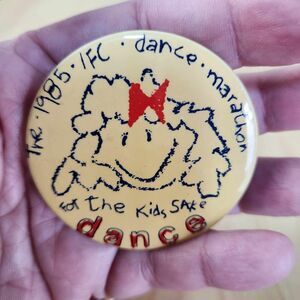 The · 1985 · IFC · dance · marathon
for the Kids SAKe
dance